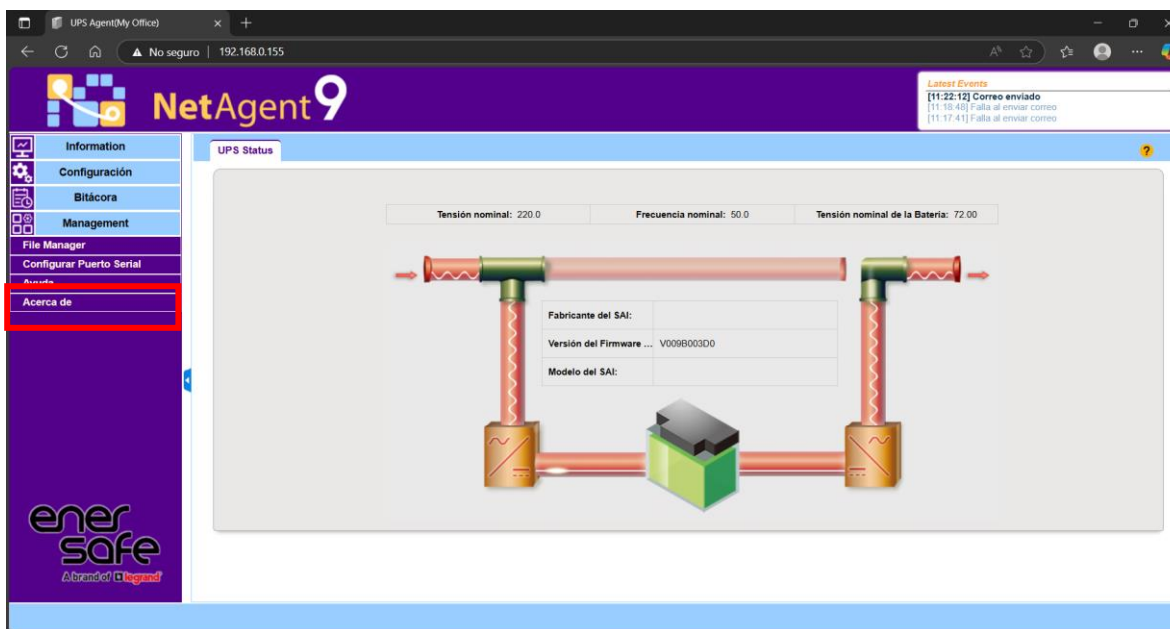 UPS Agent(My Office)
No seguro | 192.168.0.155
NetAgent 9
Latest Events
[11:22:12] Correo enviado
[11:18:48] Falla al enviar correo
[11:17:41] Falla al enviar correo
Information
Configuración
Bitácora
Management
File Manager
Configurar Puerto Serial
Ayuda
Acerca de
UPS Status
?
Tensión nominal: 220.0 Frecuencia nominal: 50.0 Tensión nominal de la Bateria: 72.00
Fabricante del SAI:
Versión del Firmware ... V009B003D0
Modelo del SAI:
ener
safe
A brand of legrand